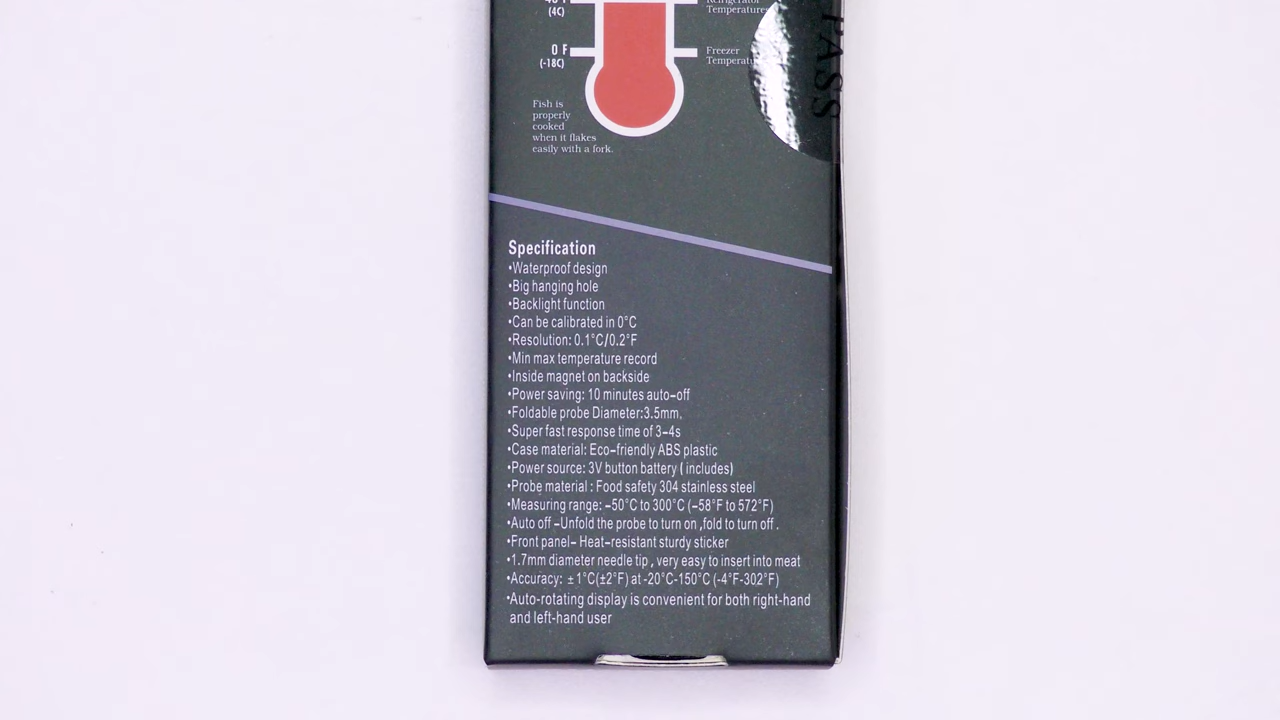 (4C)
Temperatures
0 F
Freezer
(-18C)
PASS
Fish is
properly
cooked
when it flakes
easily with a fork.
Specification
•Waterproof design
•Big hanging hole
•Backlight function
•Can be calibrated in 0°C
•Resolution: 0.1°C/0.2°F
•Min max temperature record
•Inside magnet on backside
•Power saving: 10 minutes auto–off
•Foldable probe Diameter:3.5mm,
•Super fast response time of 3–4s
•Case material: Eco–friendly ABS plastic
•Power source: 3V button battery ( includes)
•Probe material : Food safety 304 stainless steel
•Measuring range: –50°C to 300°C (–58°F to 572°F)
•Auto off –Unfold the probe to turn on ,fold to turn off .
•Front panel– Heat–resistant sturdy sticker
•1.7mm diameter needle tip , very easy to insert into meat
•Accuracy: ±1°C(±2°F) at -20°C-150°C (-4°F-302°F)
•Auto-rotating display is convenient for both right-hand
and left-hand user